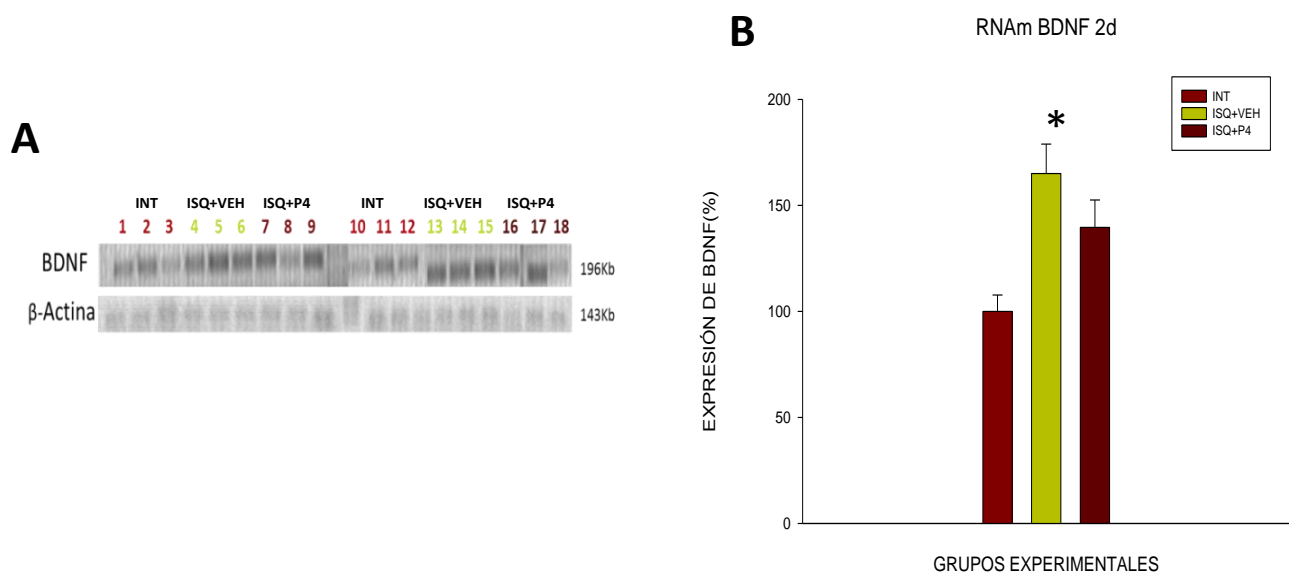 A
INT ISQ+VEH ISQ+P4 INT ISQ+VEH ISQ+P4
1 2 3 4 5 6 7 8 9 10 11 12 13 14 15 16 17 18
BDNF 196Kb
β-Actina 143Kb
B
RNAm BDNF 2d
INT
ISQ+VEH
ISQ+P4
*
200
150
100
50
0
EXPRESIÓN DE BDNF(%)
GRUPOS EXPERIMENTALES